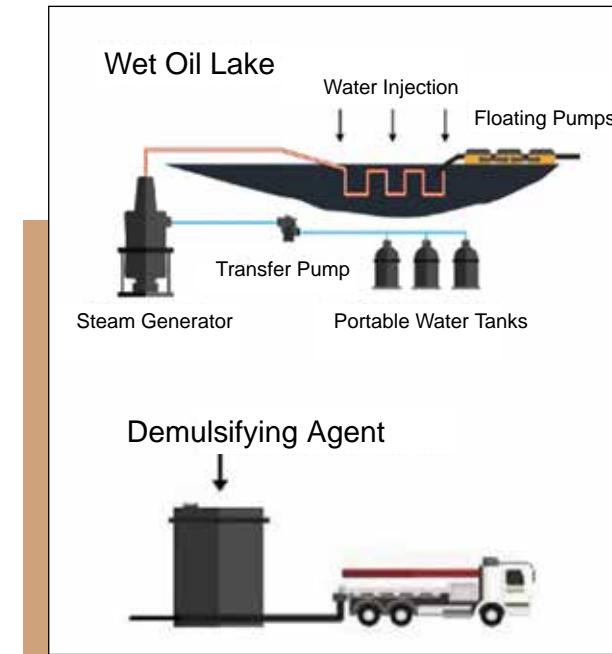 Wet Oil Lake
Water Injection
Floating Pumps
Transfer Pump
Steam Generator
Portable Water Tanks
Demulsifying Agent